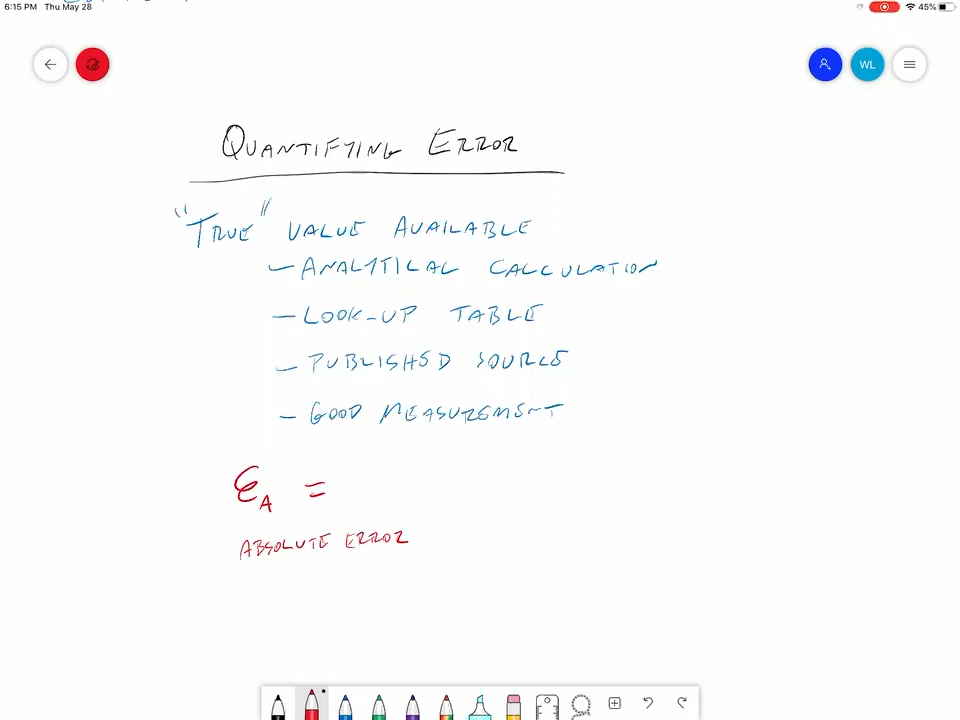 6:15 PM Thu May 28
45%
WL
QUANTIFYING ERROR
"TRUE" VALUE AVAILABLE
- ANALYTICAL CALCULATION
- LOOK-UP TABLE
- PUBLISHED SOURCE
- GOOD MEASUREMENT
ℰA =
ABSOLUTE ERROR